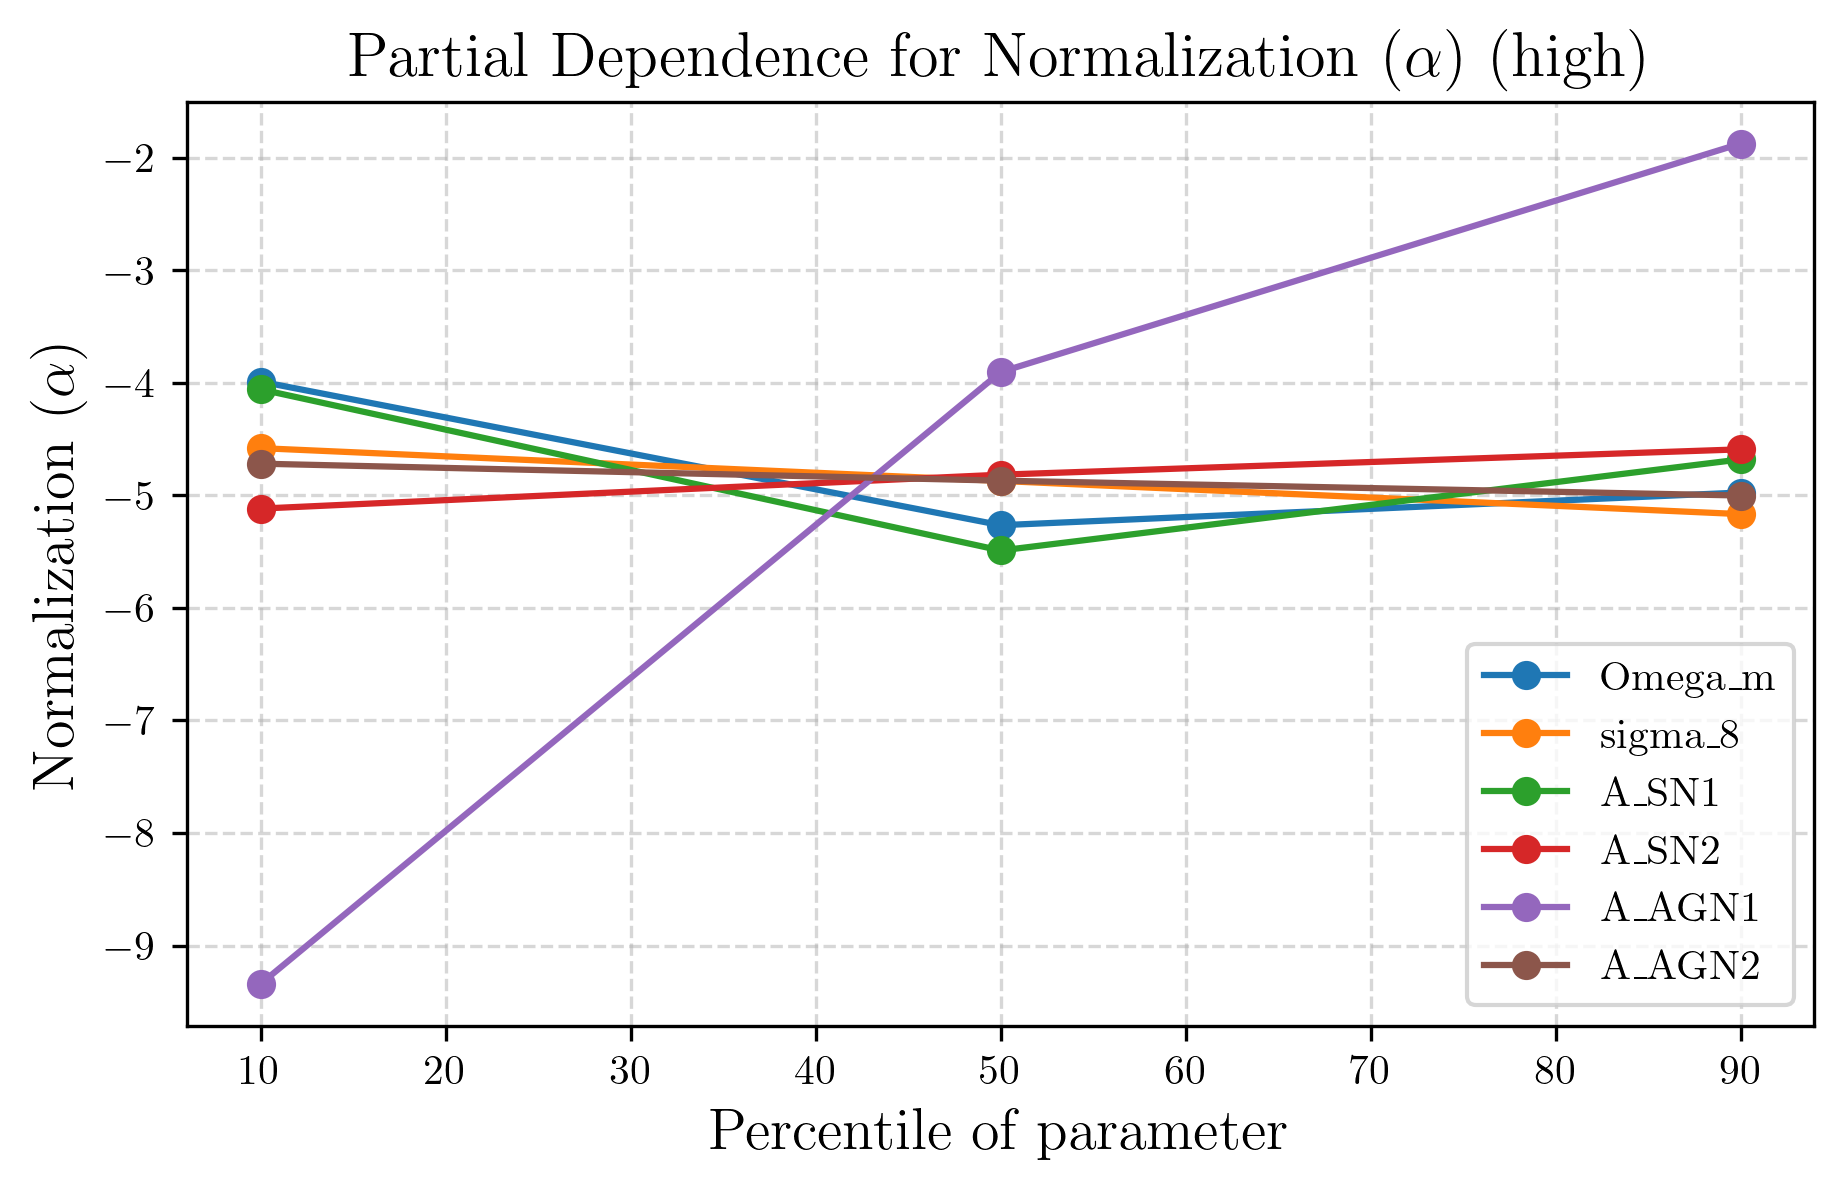 Partial Dependence for Normalization (α) (high)
Normalization (α)
−2
−3
−4
−5
−6
−7
−8
−9
10 20 30 40 50 60 70 80 90
Percentile of parameter
Omega_m
sigma_8
A_SN1
A_SN2
A_AGN1
A_AGN2